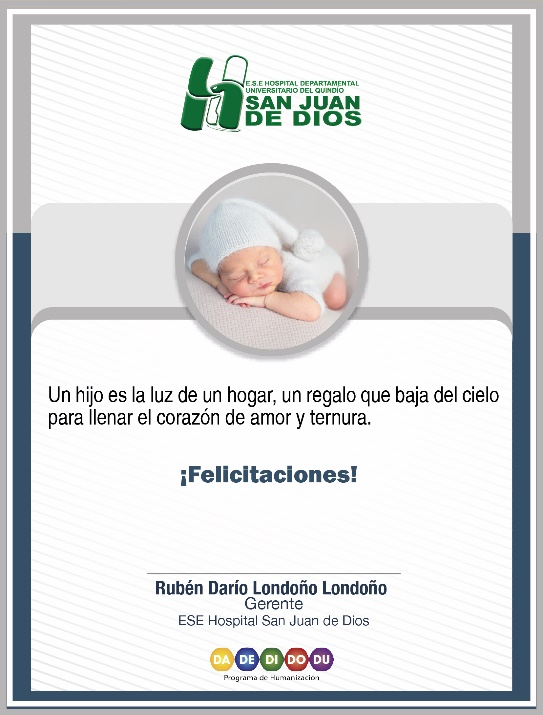 E.S.E HOSPITAL DEPARTAMENTAL
UNIVERSITARIO DEL QUINDÍO
SAN JUAN
DE DIOS
Un hijo es la luz de un hogar, un regalo que baja del cielo
para llenar el corazón de amor y ternura.
¡Felicitaciones!
Rubén Darío Londoño Londoño
Gerente
ESE Hospital San Juan de Dios
DA DE DI DO DU
Programa de Humanización